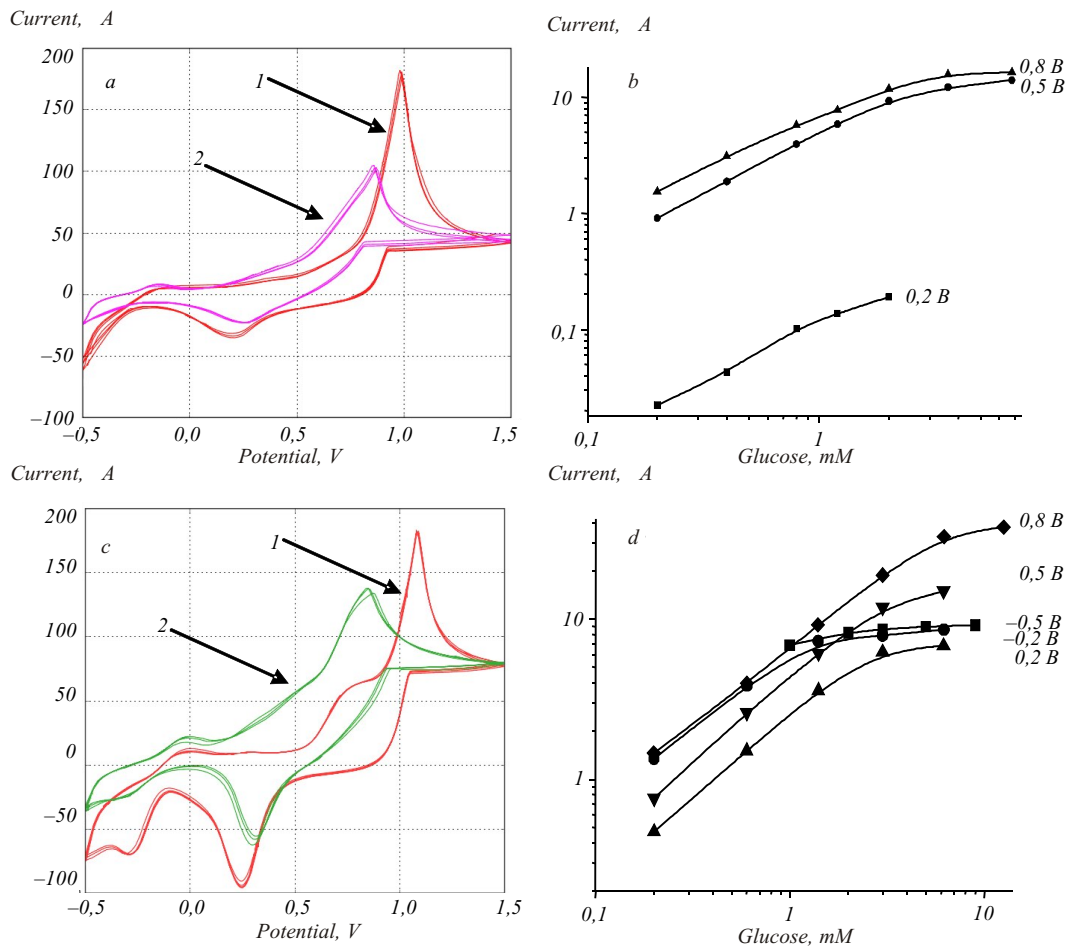 Current, A
200
150
100
50
0
–50
–100
–0,5 0,0 0,5 1,0 1,5
Potential, V
a
1
2
Current, A
10
1
0,1
0,1 1
Glucose, mM
b
0,8 B
0,5 B
0,2 B
Current, A
200
150
100
50
0
–50
–100
–0,5 0,0 0,5 1,0 1,5
Potential, V
c
1
2
Current, A
10
1
0,1 1 10
Glucose, mM
d
0,8 B
0,5 B
–0,5 B
–0,2 B
0,2 B